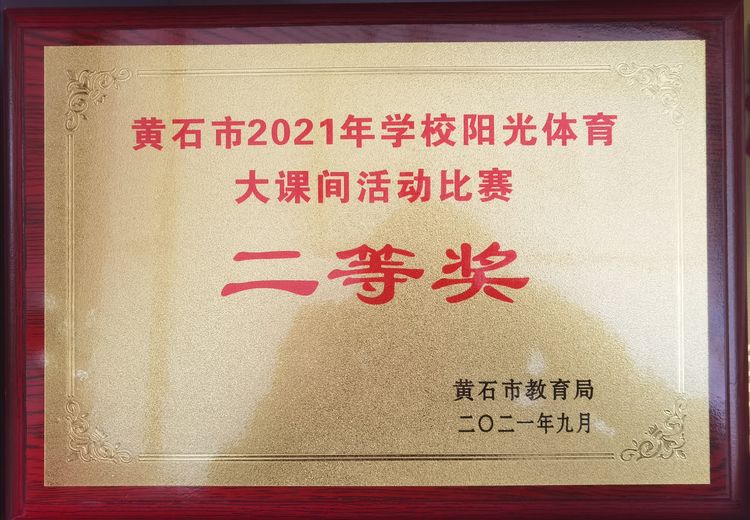 黄石市2021年学校阳光体育
大课间活动比赛
二等奖
黄石市教育局
二〇二一年九月